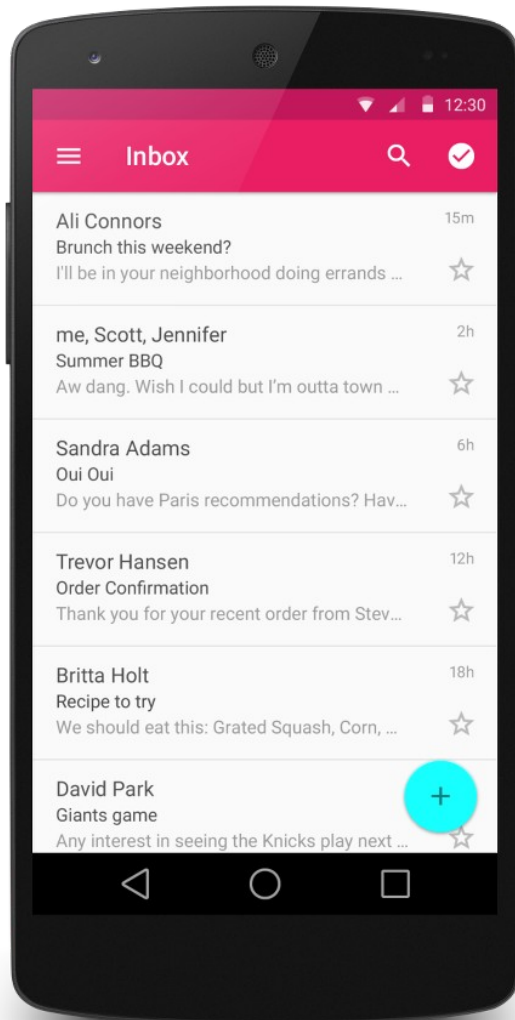 12:30
Inbox
Ali Connors 15m
Brunch this weekend?
I'll be in your neighborhood doing errands ...
me, Scott, Jennifer 2h
Summer BBQ
Aw dang. Wish I could but I'm outta town ...
Sandra Adams 6h
Oui Oui
Do you have Paris recommendations? Hav...
Trevor Hansen 12h
Order Confirmation
Thank you for your recent order from Stev...
Britta Holt 18h
Recipe to try
We should eat this: Grated Squash, Corn, ...
David Park
Giants game
Any interest in seeing the Knicks play next ...